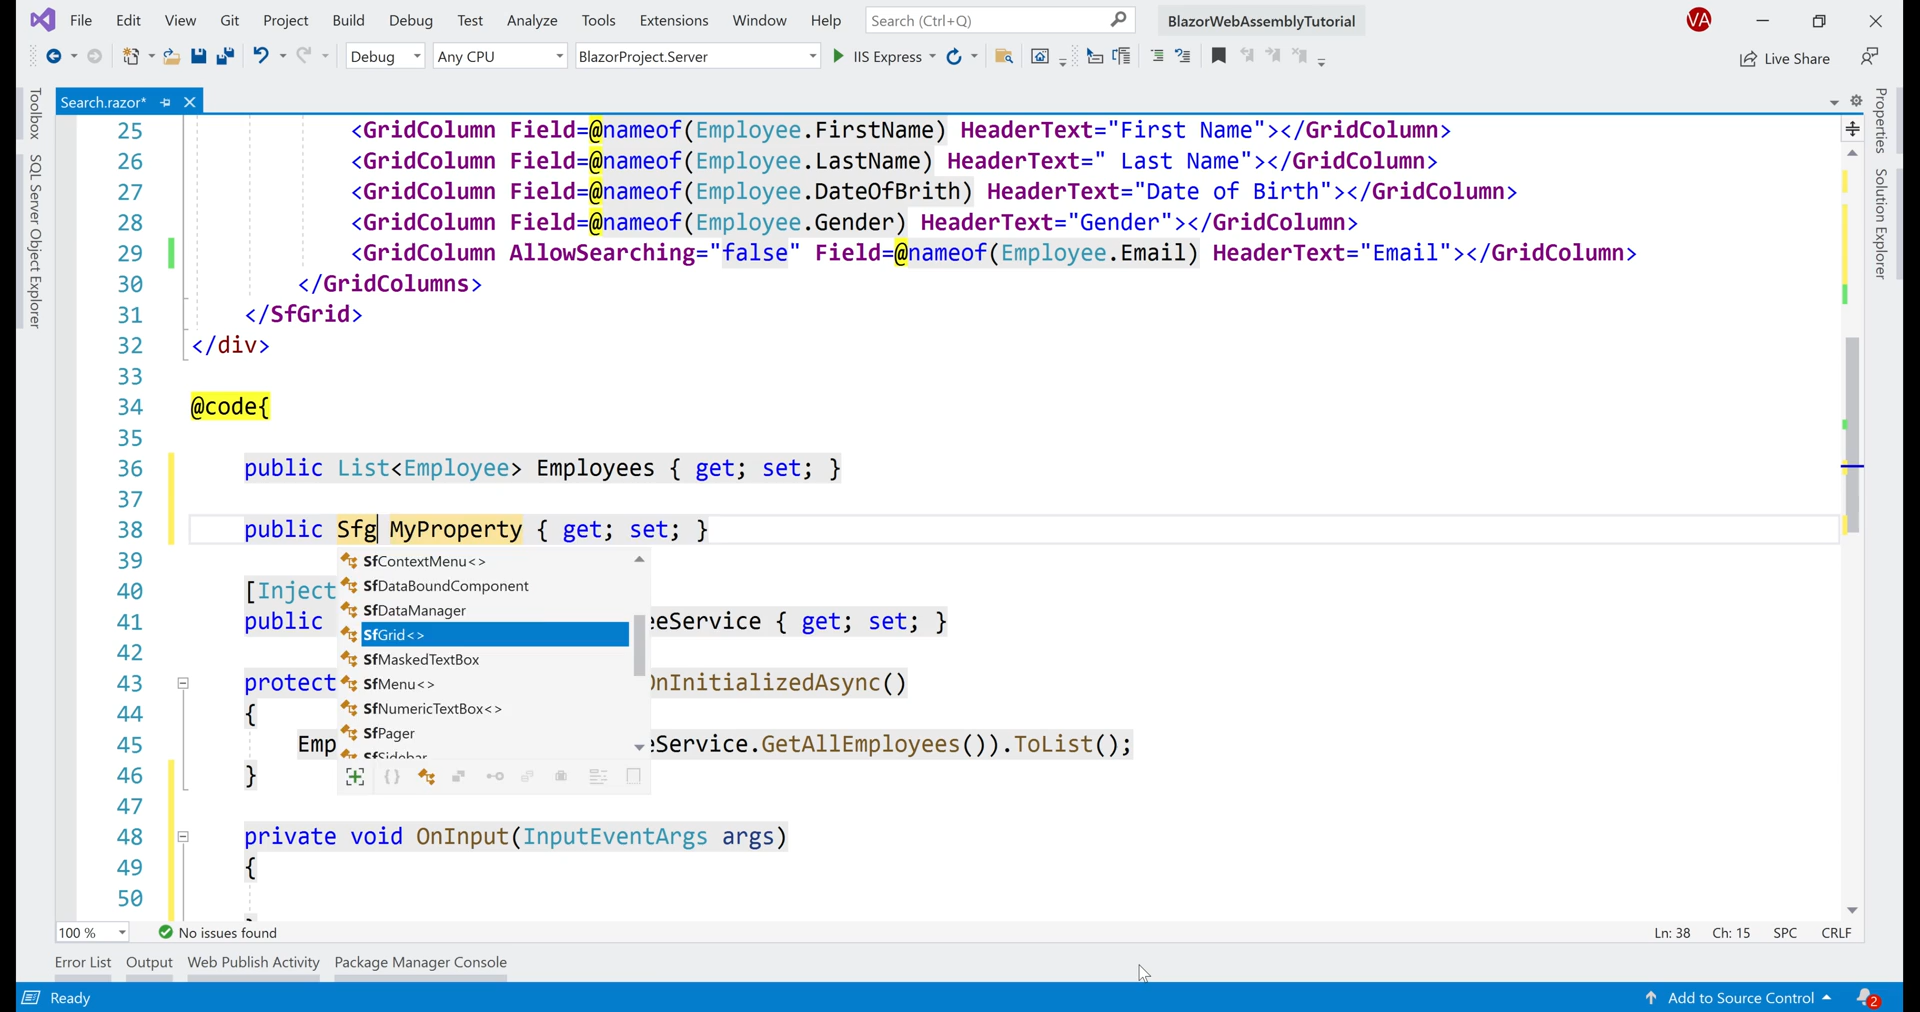 File Edit View Git Project Build Debug Test Analyze Tools Extensions Window Help Search (Ctrl+Q) BlazorWebAssemblyTutorial VA
Debug Any CPU BlazorProject.Server IIS Express Live Share
Toolbox
SQL Server Object Explorer
Properties
Solution Explorer
Search.razor*
25 <GridColumn Field=@nameof(Employee.FirstName) HeaderText="First Name"></GridColumn>
26 <GridColumn Field=@nameof(Employee.LastName) HeaderText=" Last Name"></GridColumn>
27 <GridColumn Field=@nameof(Employee.DateOfBrith) HeaderText="Date of Birth"></GridColumn>
28 <GridColumn Field=@nameof(Employee.Gender) HeaderText="Gender"></GridColumn>
29 <GridColumn AllowSearching="false" Field=@nameof(Employee.Email) HeaderText="Email"></GridColumn>
30 </GridColumns>
31 </SfGrid>
32 </div>
33
34 @code{
35
36 public List<Employee> Employees { get; set; }
37
38 public Sfg MyProperty { get; set; }
39
SfContextMenu<>
SfDataBoundComponent
SfDataManager
SfGrid<>
SfMaskedTextBox
SfMenu<>
SfNumericTextBox<>
SfPager
SfSidebar
40 [Inject
41 public eeService { get; set; }
42
43 protect OnInitializedAsync()
44 {
45 Emp eService.GetAllEmployees()).ToList();
46 }
47
48 private void OnInput(InputEventArgs args)
49 {
50
100 % No issues found Ln: 38 Ch: 15 SPC CRLF
Error List Output Web Publish Activity Package Manager Console
Ready Add to Source Control 2